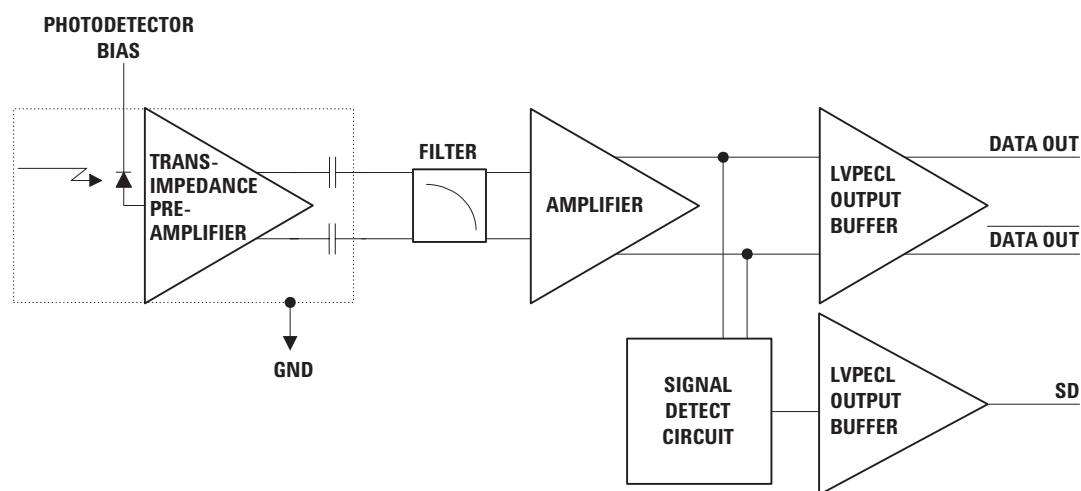 PHOTODETECTOR
BIAS
TRANS-
IMPEDANCE
PRE-
AMPLIFIER
FILTER
AMPLIFIER
LVPECL
OUTPUT
BUFFER
DATA OUT
DATA OUT
GND
SIGNAL
DETECT
CIRCUIT
LVPECL
OUTPUT
BUFFER
SD